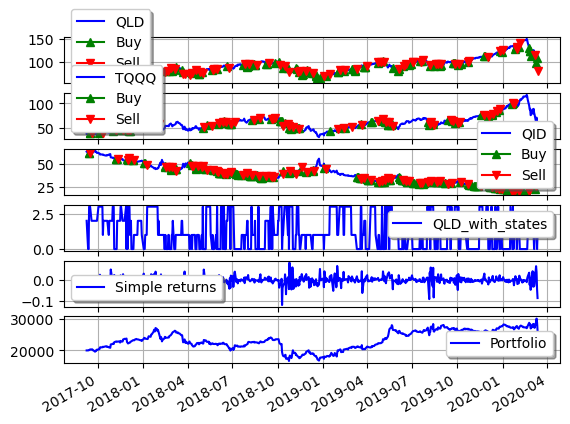 QLD
Buy
Sell
150
100
TQQQ
Buy
Sell
100
50
QID
Buy
Sell
50
25
QLD_with_states
2.5
0.0
Simple returns
0.0
−0.1
Portfolio
30000
20000
2017-10
2018-01
2018-04
2018-07
2018-10
2019-01
2019-04
2019-07
2019-10
2020-01
2020-04